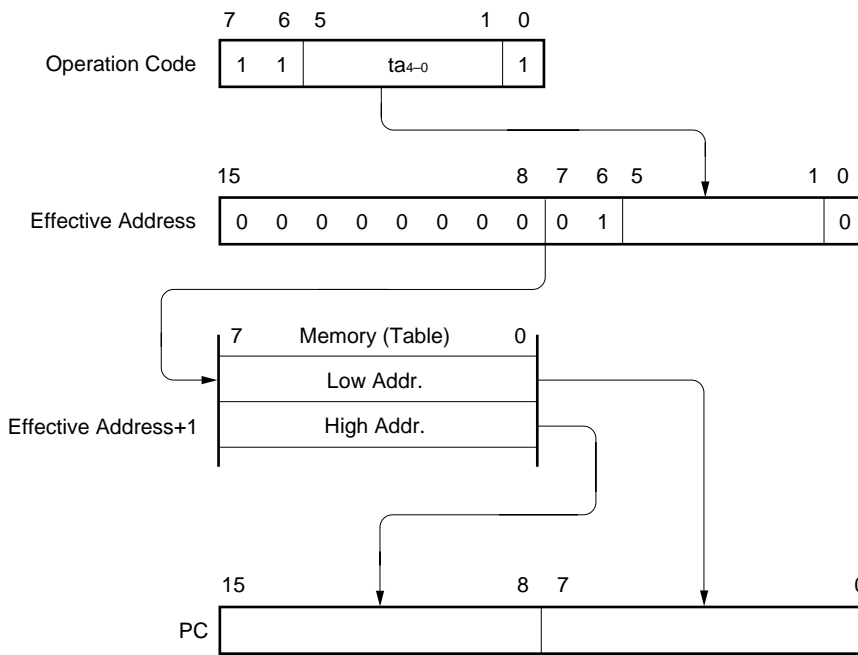 7 6 5 1 0
Operation Code 1 1 ta4–0 1
15 8 7 6 5 1 0
Effective Address 0 0 0 0 0 0 0 0 0 1 0
7 Memory (Table) 0
Low Addr.
Effective Address+1 High Addr.
15 8 7 0
PC